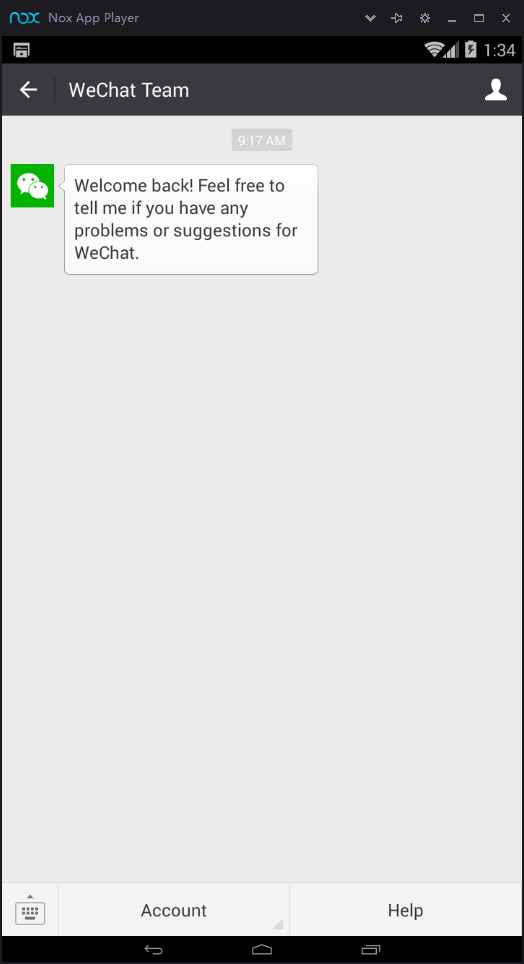 nox Nox App Player
1:34
WeChat Team
9:17 AM
Welcome back! Feel free to
tell me if you have any
problems or suggestions for
WeChat.
Account
Help